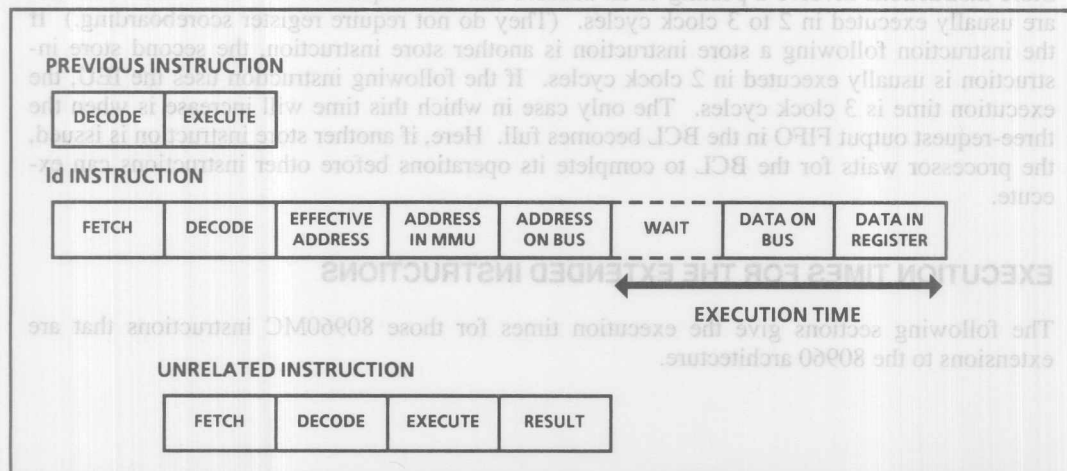 are usually executed in 2 to 3 clock cycles. (They do not require register scoreboarding.) If
the instruction following a store instruction is another store instruction, the second store in-
struction is usually executed in 2 clock cycles. If the following instruction uses the IEU, the
execution time is 3 clock cycles. The only case in which this time will increase is when the
three-request output FIFO in the BCL becomes full. Here, if another store instruction is issued,
the processor waits for the BCL to complete its operations before other instructions can ex-
ecute.
PREVIOUS INSTRUCTION
DECODE EXECUTE
ld INSTRUCTION
FETCH DECODE EFFECTIVE ADDRESS ADDRESS IN MMU ADDRESS ON BUS WAIT DATA ON BUS DATA IN REGISTER
EXECUTION TIMES FOR THE EXTENDED INSTRUCTIONS
EXECUTION TIME
The following sections give the execution times for those 80960MC instructions that are
extensions to the 80960 architecture.
UNRELATED INSTRUCTION
FETCH DECODE EXECUTE RESULT